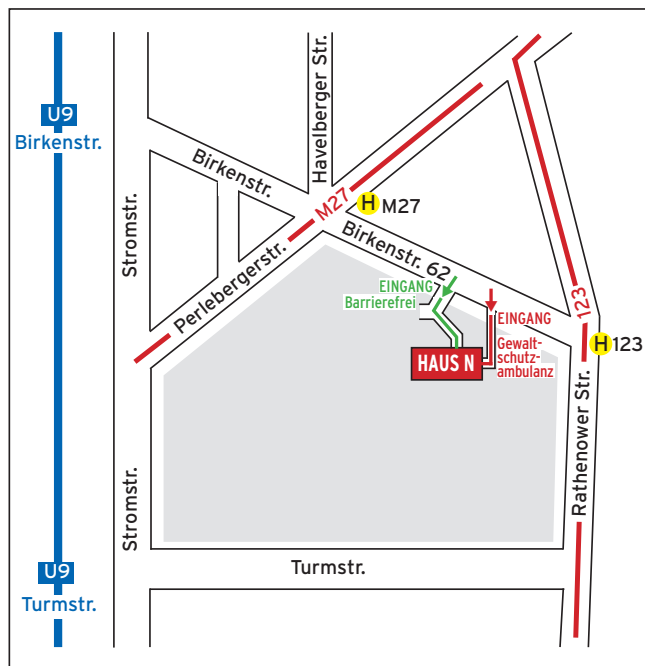 Havelberger Str.
U9
Birkenstr.
Birkenstr.
M27
H M27
Stromstr.
Birkenstr. 62
Perlebergerstr.
EINGANG
Barrierefrei
123
EINGANG
H 123
HAUS N
Gewalt-
schutz-
ambulanz
Rathenower Str.
Stromstr.
Turmstr.
U9
Turmstr.